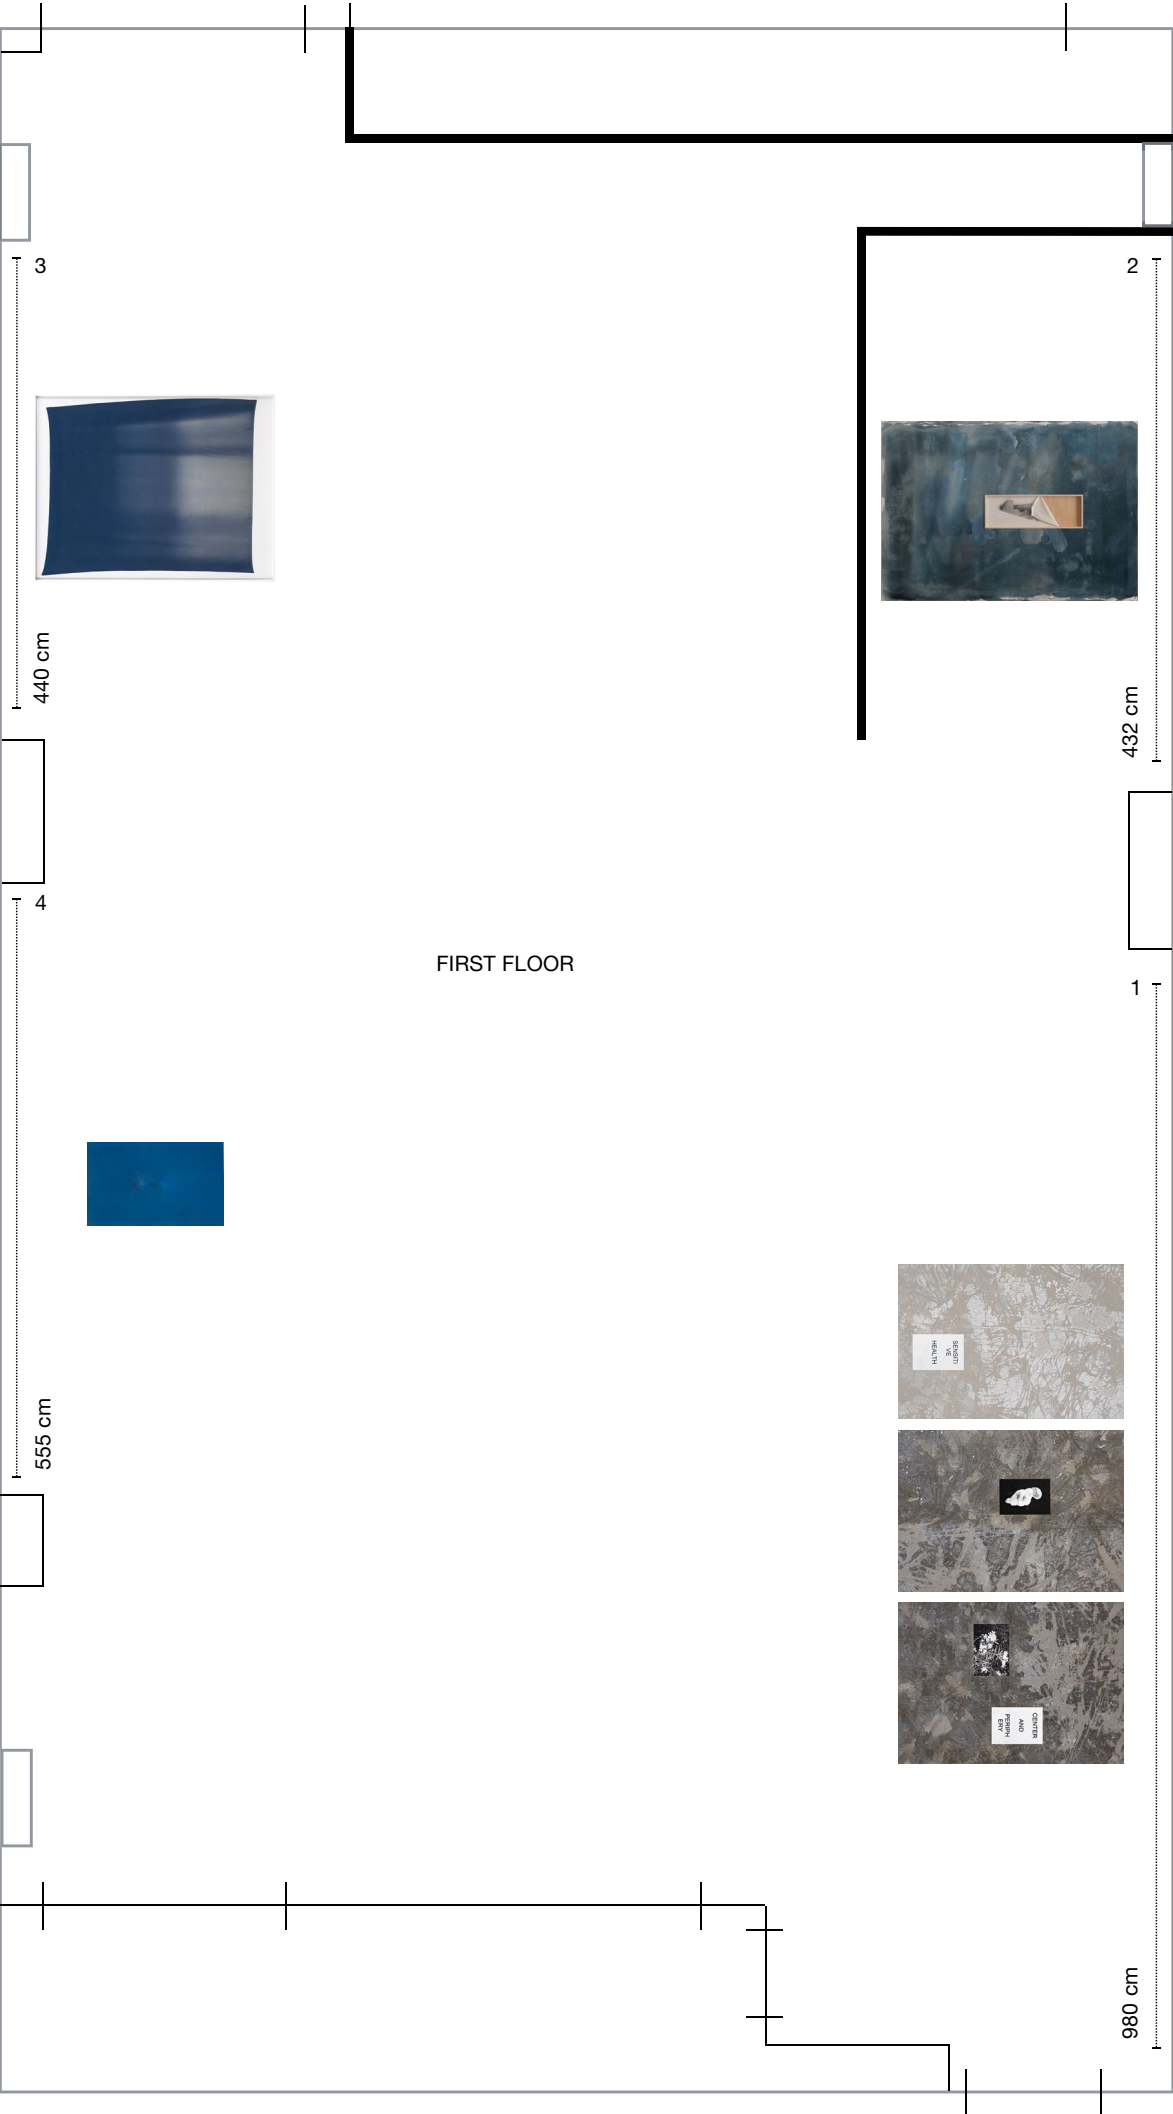 3
2
440 cm
432 cm
4
FIRST FLOOR
1
SENSITI
VE
HEALTH
555 cm
CENTER
AND
PERIPH
ERY
980 cm